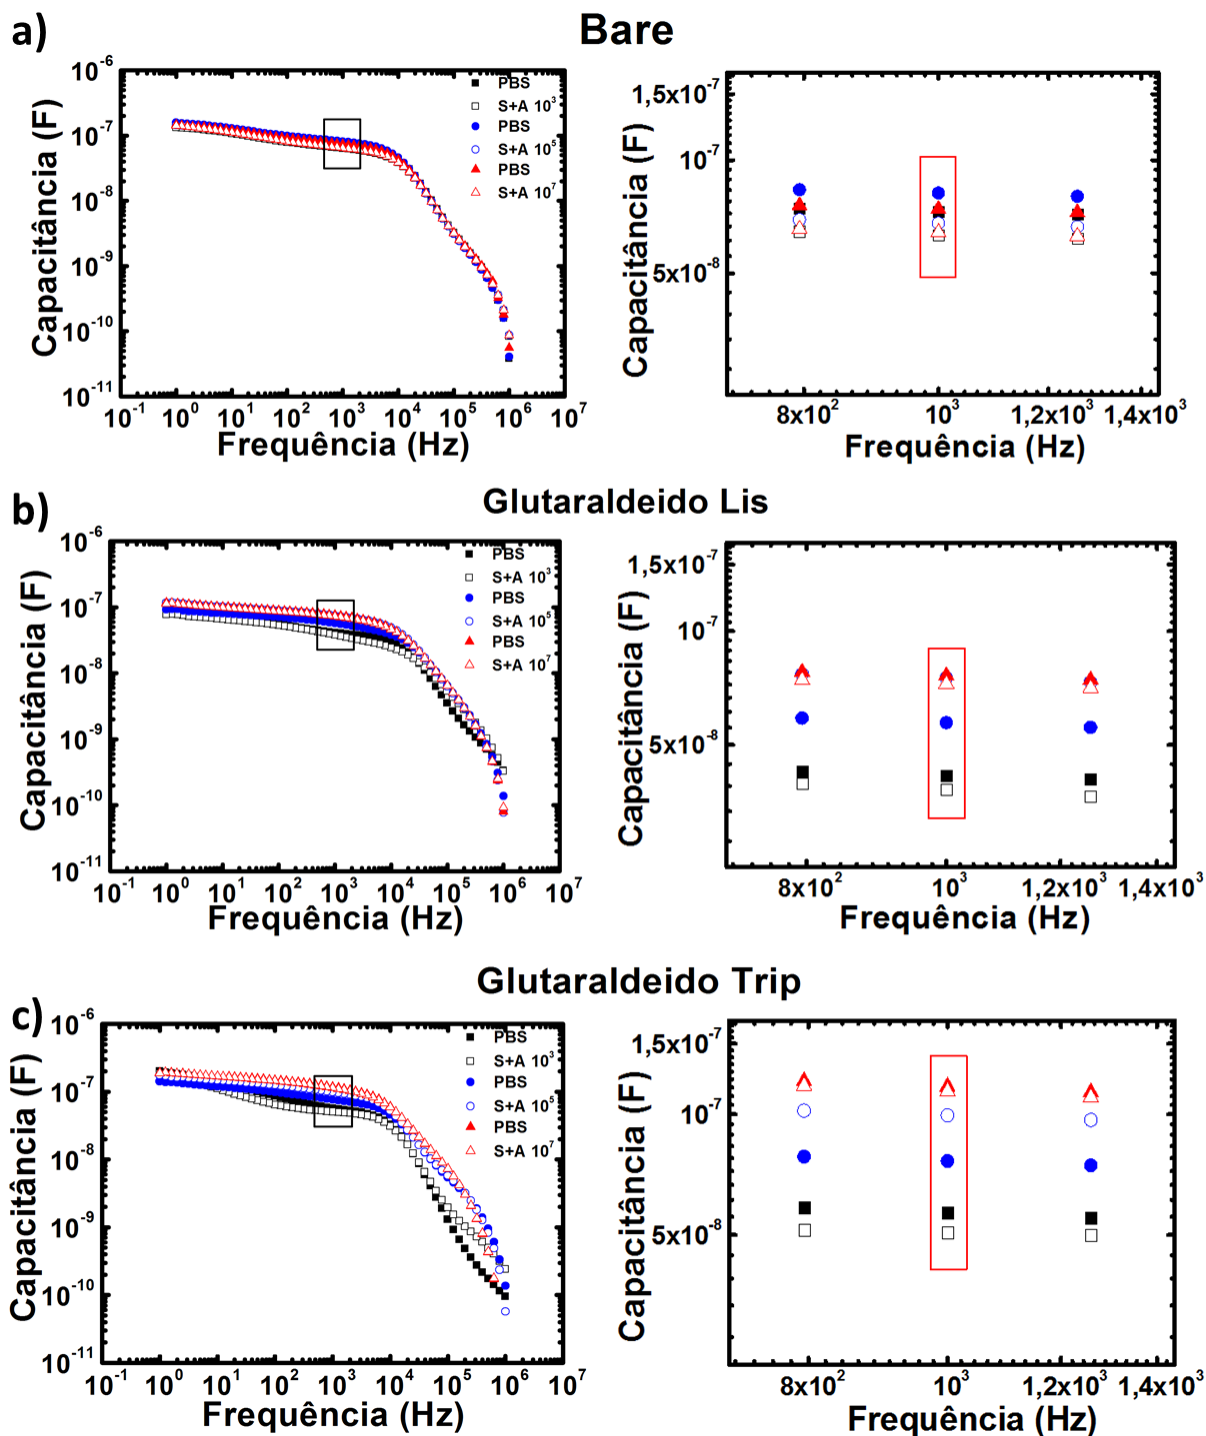 a)
Bare
10⁻⁶
10⁻⁷
10⁻⁸
10⁻⁹
10⁻¹⁰
10⁻¹¹
Capacitância (F)
PBS
S+A 10³
PBS
S+A 10⁵
PBS
S+A 10⁷
10⁻¹ 10⁰ 10¹ 10² 10³ 10⁴ 10⁵ 10⁶ 10⁷
Frequência (Hz)
1,5x10⁻⁷
10⁻⁷
5x10⁻⁸
Capacitância (F)
8x10² 10³ 1,2x10³ 1,4x10³
Frequência (Hz)
b)
Glutaraldeido Lis
10⁻⁶
10⁻⁷
10⁻⁸
10⁻⁹
10⁻¹⁰
10⁻¹¹
Capacitância (F)
PBS
S+A 10³
PBS
S+A 10⁵
PBS
S+A 10⁷
10⁻¹ 10⁰ 10¹ 10² 10³ 10⁴ 10⁵ 10⁶ 10⁷
Frequência (Hz)
1,5x10⁻⁷
10⁻⁷
5x10⁻⁸
Capacitância (F)
8x10² 10³ 1,2x10³ 1,4x10³
Frequência (Hz)
c)
Glutaraldeido Trip
10⁻⁶
10⁻⁷
10⁻⁸
10⁻⁹
10⁻¹⁰
10⁻¹¹
Capacitância (F)
PBS
S+A 10³
PBS
S+A 10⁵
PBS
S+A 10⁷
10⁻¹ 10⁰ 10¹ 10² 10³ 10⁴ 10⁵ 10⁶ 10⁷
Frequência (Hz)
1,5x10⁻⁷
10⁻⁷
5x10⁻⁸
Capacitância (F)
8x10² 10³ 1,2x10³ 1,4x10³
Frequência (Hz)